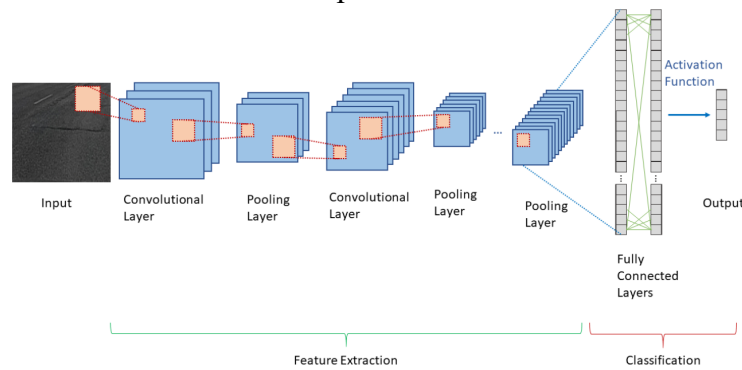 Activation
Function
...
Input
Convolutional
Layer
Pooling
Layer
Convolutional
Layer
Pooling
Layer
Pooling
Layer
Output
Fully
Connected
Layers
Feature Extraction
Classification